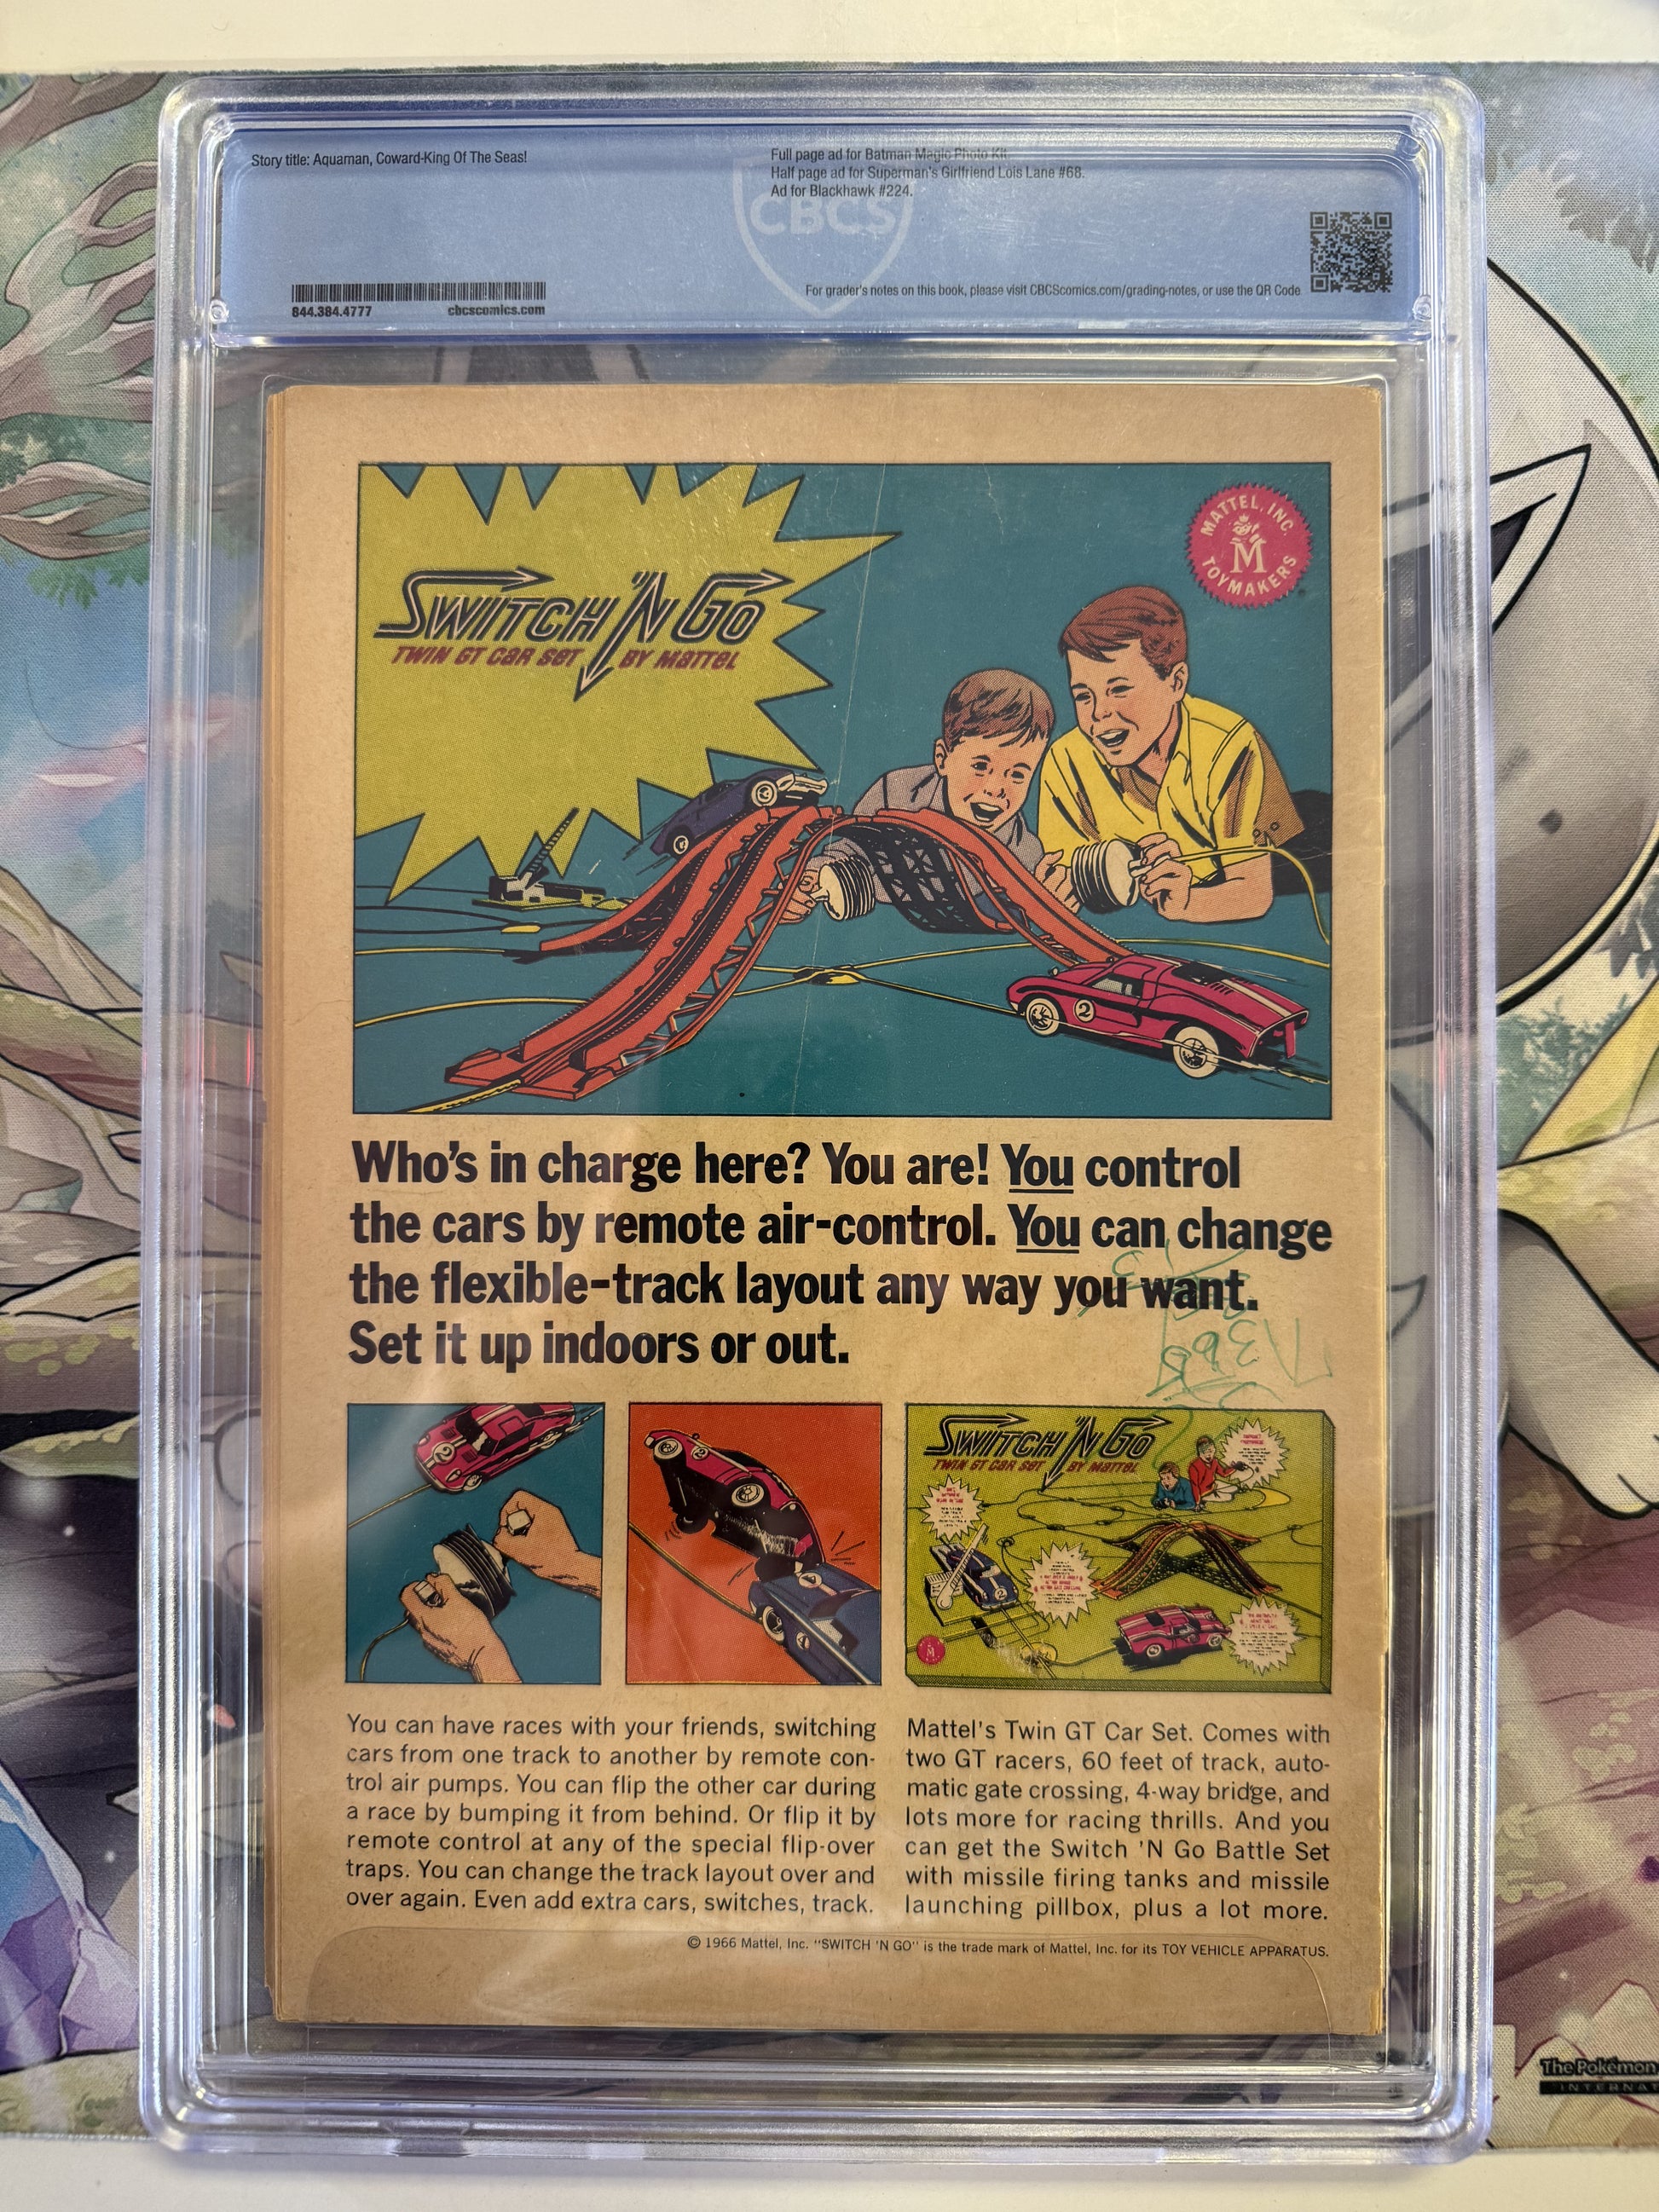 Story title: Aquaman, Coward-King Of The Seas!
Full page ad for Batman Magic Photo Kit.
Half page ad for Superman's Girlfriend Lois Lane #68.
Ad for Blackhawk #224.
CBCS
For grader's notes on this book, please visit CBCScomics.com/grading-notes, or use the QR Code
844.384.4777 cbcscomics.com
MATTEL, INC.
M
TOYMAKERS
SWITCH 'N GO
TWIN GT CAR SET BY MATTEL
2
Who's in charge here? You are! You control
the cars by remote air-control. You can change
the flexible-track layout any way you want.
Set it up indoors or out.
SWITCH 'N GO
TWIN GT CAR SET BY MATTEL
You can have races with your friends, switching
cars from one track to another by remote con-
trol air pumps. You can flip the other car during
a race by bumping it from behind. Or flip it by
remote control at any of the special flip-over
traps. You can change the track layout over and
over again. Even add extra cars, switches, track.
Mattel's Twin GT Car Set. Comes with
two GT racers, 60 feet of track, auto-
matic gate crossing, 4-way bridge, and
lots more for racing thrills. And you
can get the Switch 'N Go Battle Set
with missile firing tanks and missile
launching pillbox, plus a lot more.
© 1966 Mattel, Inc. "SWITCH 'N GO" is the trade mark of Mattel, Inc. for its TOY VEHICLE APPARATUS.
The Pokémon